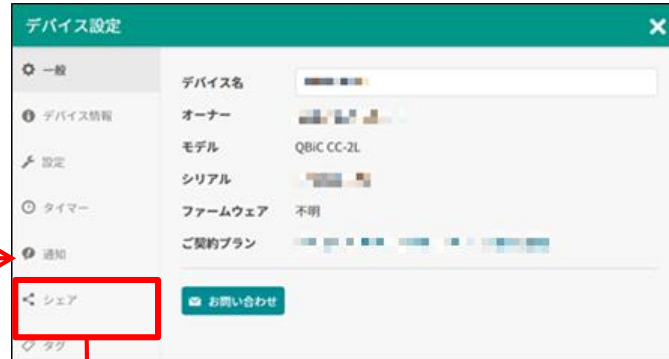 デバイス設定
一般
デバイス情報
設定
タイマー
通知
シェア
タグ
デバイス名
オーナー
モデル QBiC CC-2L
シリアル
ファームウェア 不明
ご契約プラン
お問い合わせ